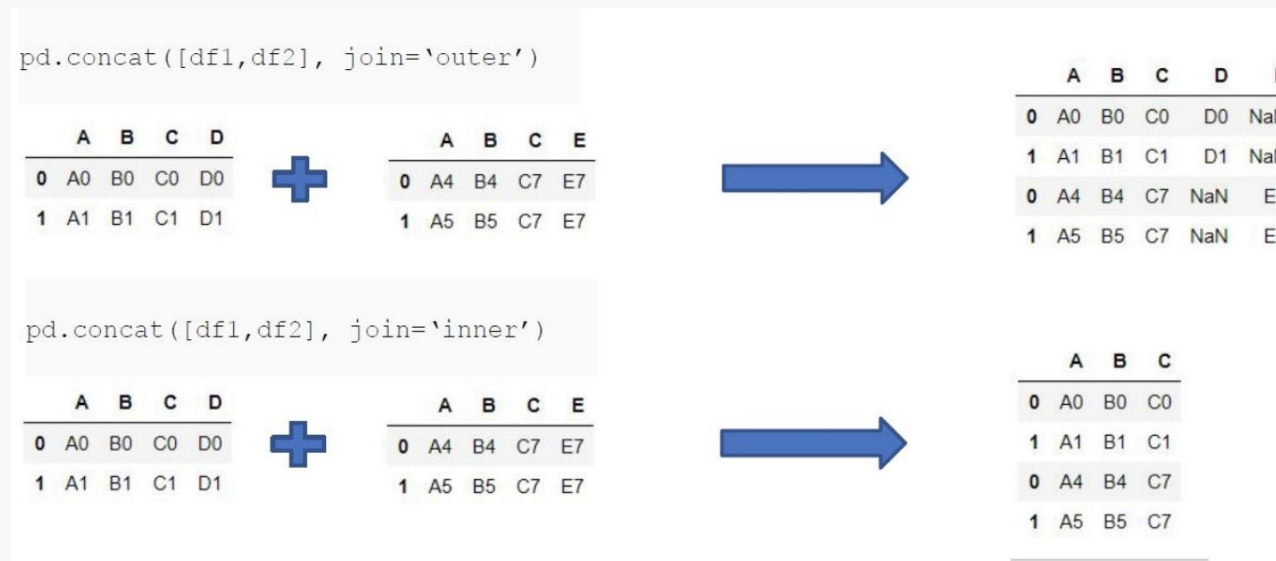 pd.concat([df1,df2], join=‘outer’)
A B C D
0 A0 B0 C0 D0
1 A1 B1 C1 D1
A B C E
0 A4 B4 C7 E7
1 A5 B5 C7 E7
A B C D
0 A0 B0 C0 D0
1 A1 B1 C1 D1
0 A4 B4 C7 NaN
1 A5 B5 C7 NaN
pd.concat([df1,df2], join=‘inner’)
A B C D
0 A0 B0 C0 D0
1 A1 B1 C1 D1
A B C E
0 A4 B4 C7 E7
1 A5 B5 C7 E7
A B C
0 A0 B0 C0
1 A1 B1 C1
0 A4 B4 C7
1 A5 B5 C7